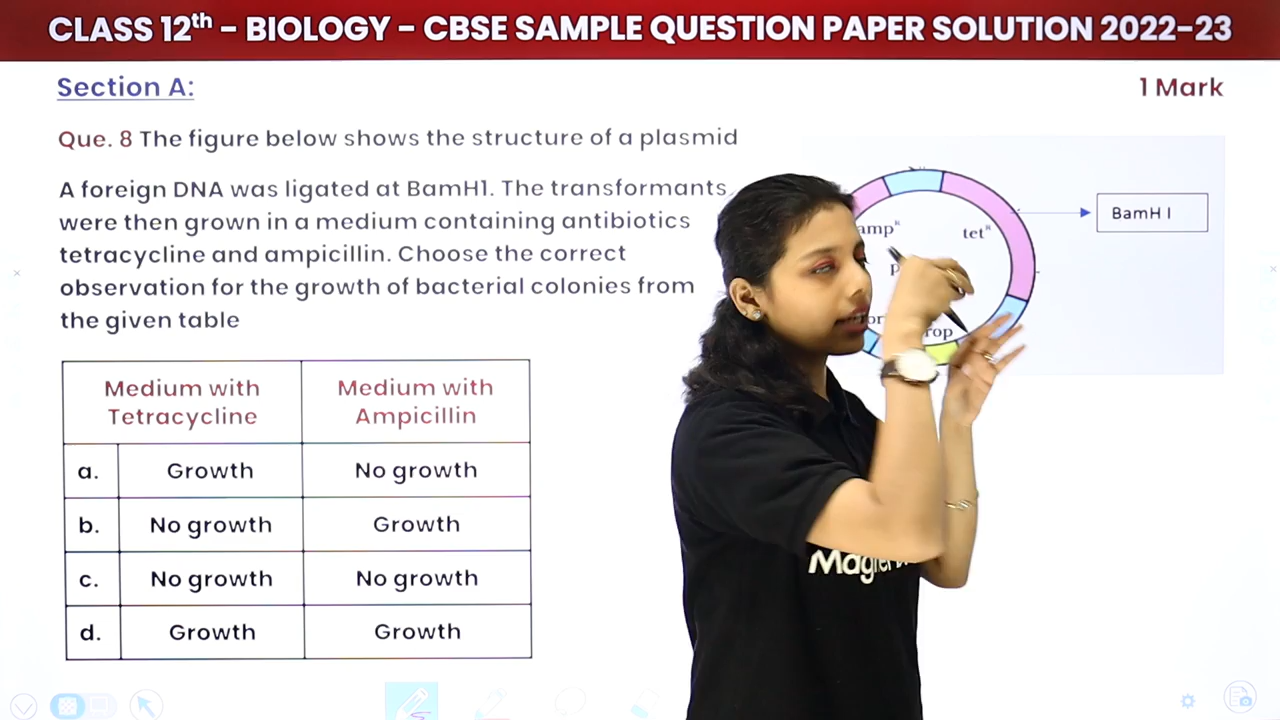 CLASS 12th – BIOLOGY – CBSE SAMPLE QUESTION PAPER SOLUTION 2022-23
Section A:
1 Mark
Que. 8 The figure below shows the structure of a plasmid
A foreign DNA was ligated at BamH1. The transformants
were then grown in a medium containing antibiotics
tetracycline and ampicillin. Choose the correct
observation for the growth of bacterial colonies from
the given table
BamH I
ampR
tetR
rop
Medium with
Tetracycline
Medium with
Ampicillin
a. Growth No growth
b. No growth Growth
c. No growth No growth
d. Growth Growth